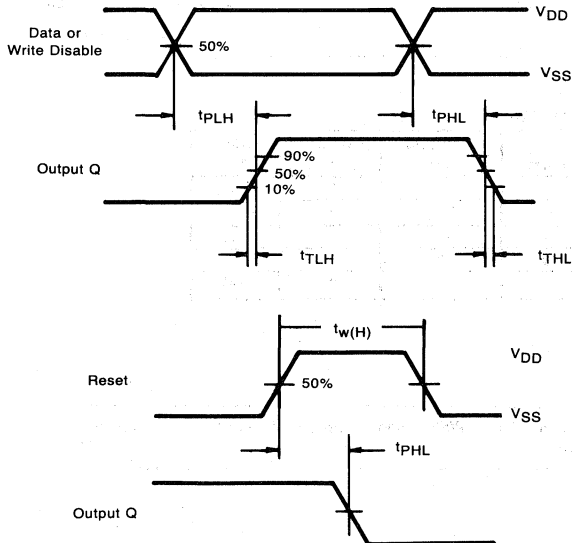 Data or
Write Disable
50%
VDD
VSS
tPLH
tPHL
Output Q
90%
50%
10%
tTLH
tTHL
tw(H)
VDD
Reset
50%
VSS
tPHL
Output Q